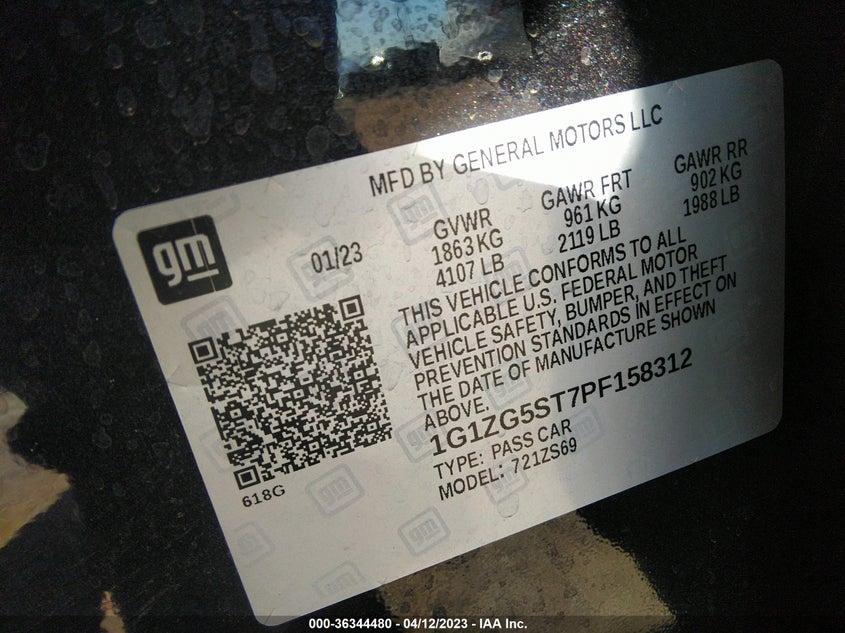 MFD BY GENERAL MOTORS LLC
gm
01/23
GVWR GAWR FRT GAWR RR
1863 KG 961 KG 902 KG
4107 LB 2119 LB 1988 LB
THIS VEHICLE CONFORMS TO ALL
APPLICABLE U.S. FEDERAL MOTOR
VEHICLE SAFETY, BUMPER, AND THEFT
PREVENTION STANDARDS IN EFFECT ON
THE DATE OF MANUFACTURE SHOWN
ABOVE.
1G1ZG5ST7PF158312
TYPE: PASS CAR
MODEL: 721ZS69
618G
000-36344480 - 04/12/2023 - IAA Inc.